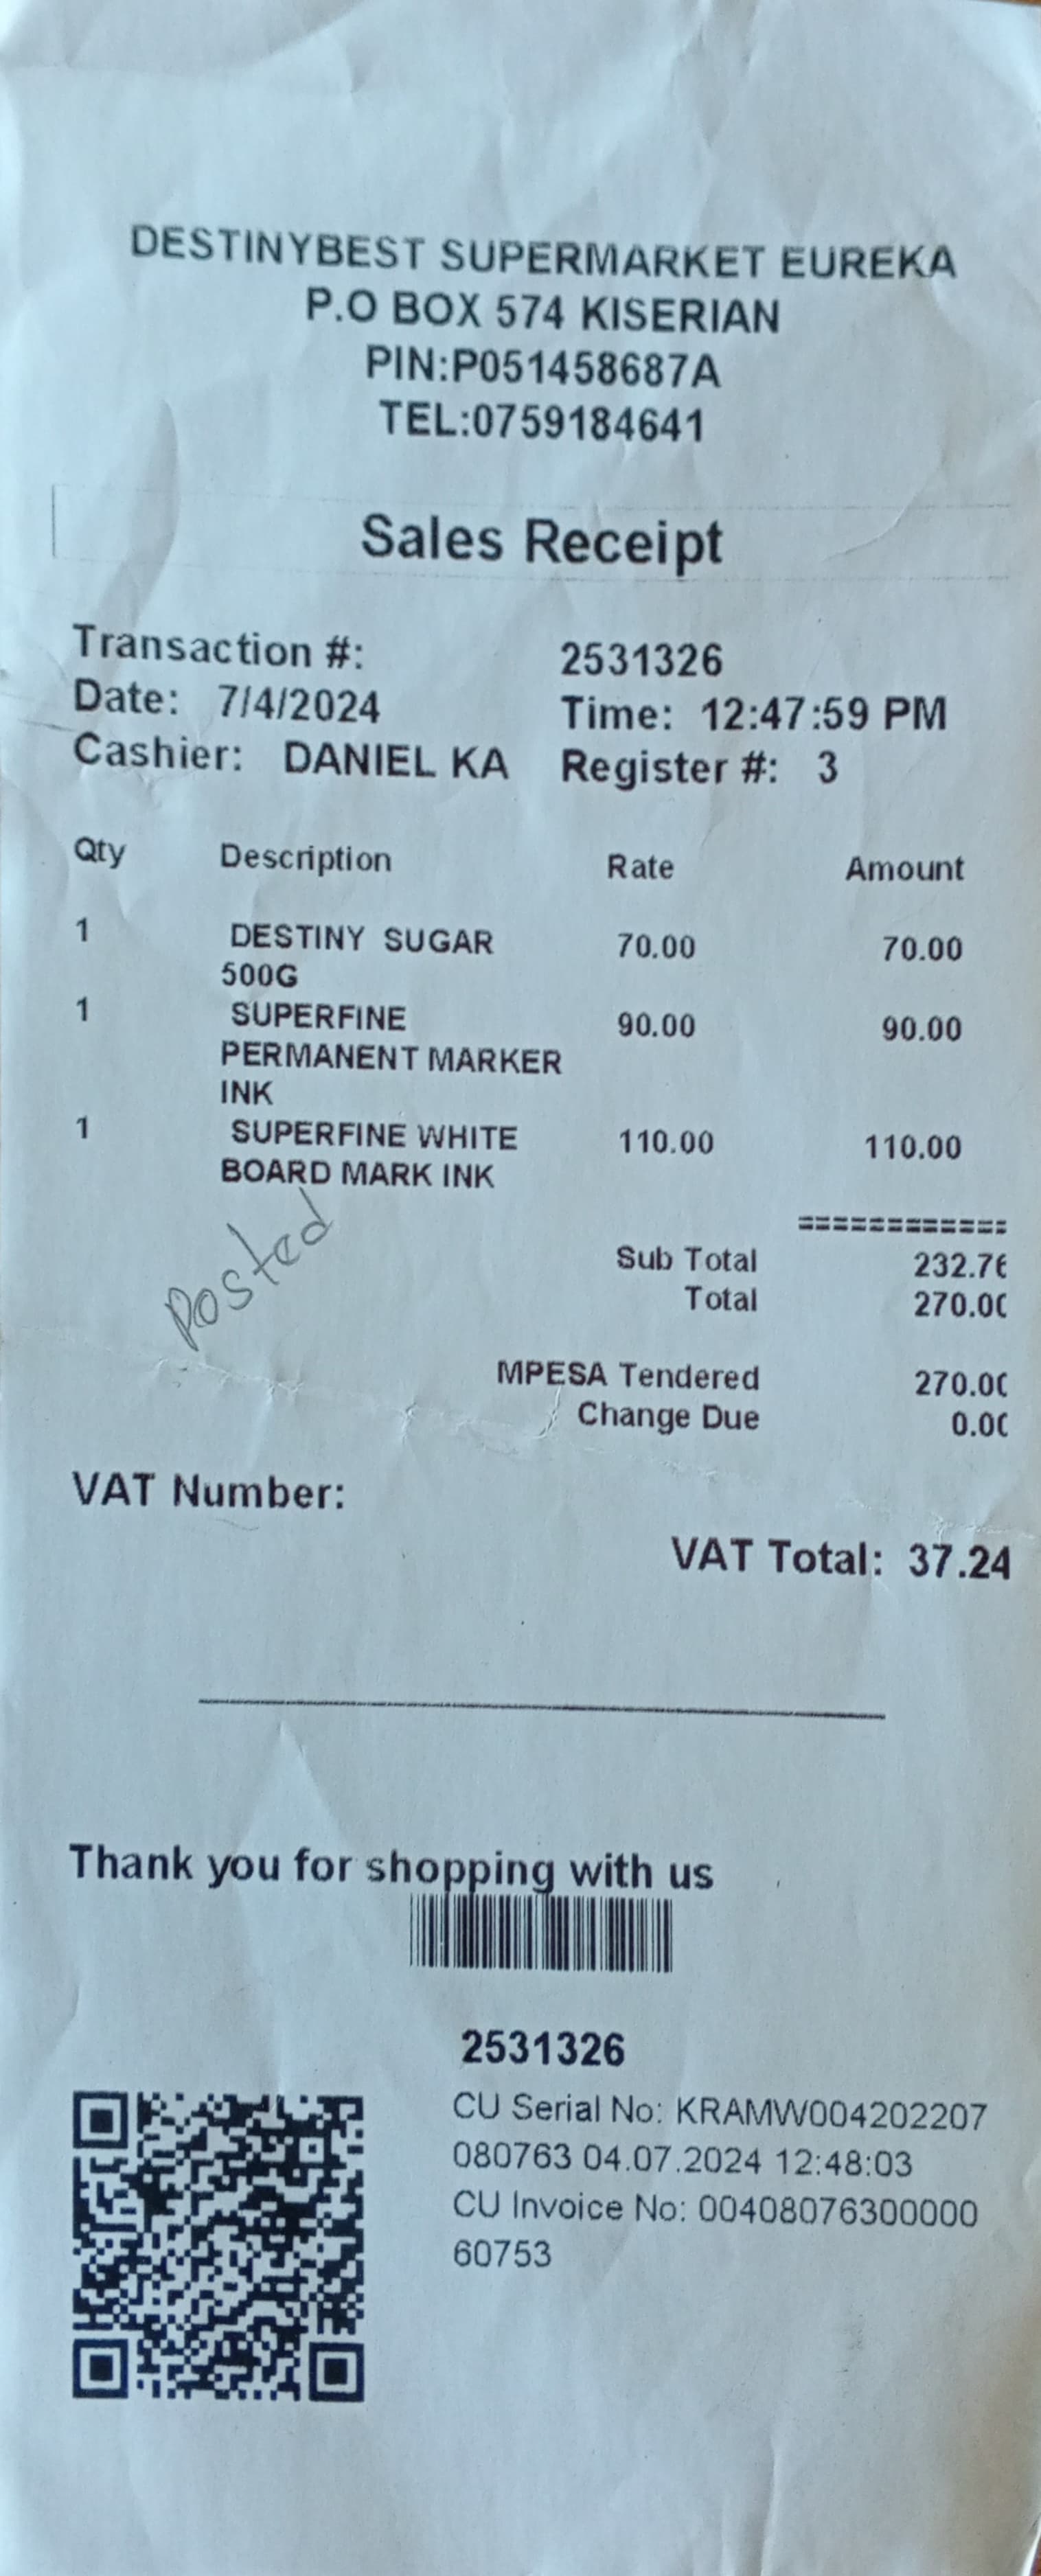 DESTINYBEST SUPERMARKET EUREKA
P.O BOX 574 KISERIAN
PIN:P051458687A
TEL:0759184641
Sales Receipt
Transaction #: 2531326
Date: 7/4/2024 Time: 12:47:59 PM
Cashier: DANIEL KA Register #: 3
Qty Description Rate Amount
1 DESTINY SUGAR 70.00 70.00
500G
1 SUPERFINE 90.00 90.00
PERMANENT MARKER
INK
1 SUPERFINE WHITE 110.00 110.00
BOARD MARK INK
============
Posted
Sub Total 232.76
Total 270.00
MPESA Tendered 270.00
Change Due 0.00
VAT Number:
VAT Total: 37.24
Thank you for shopping with us
2531326
CU Serial No: KRAMW004202207
080763 04.07.2024 12:48:03
CU Invoice No: 00408076300000
60753